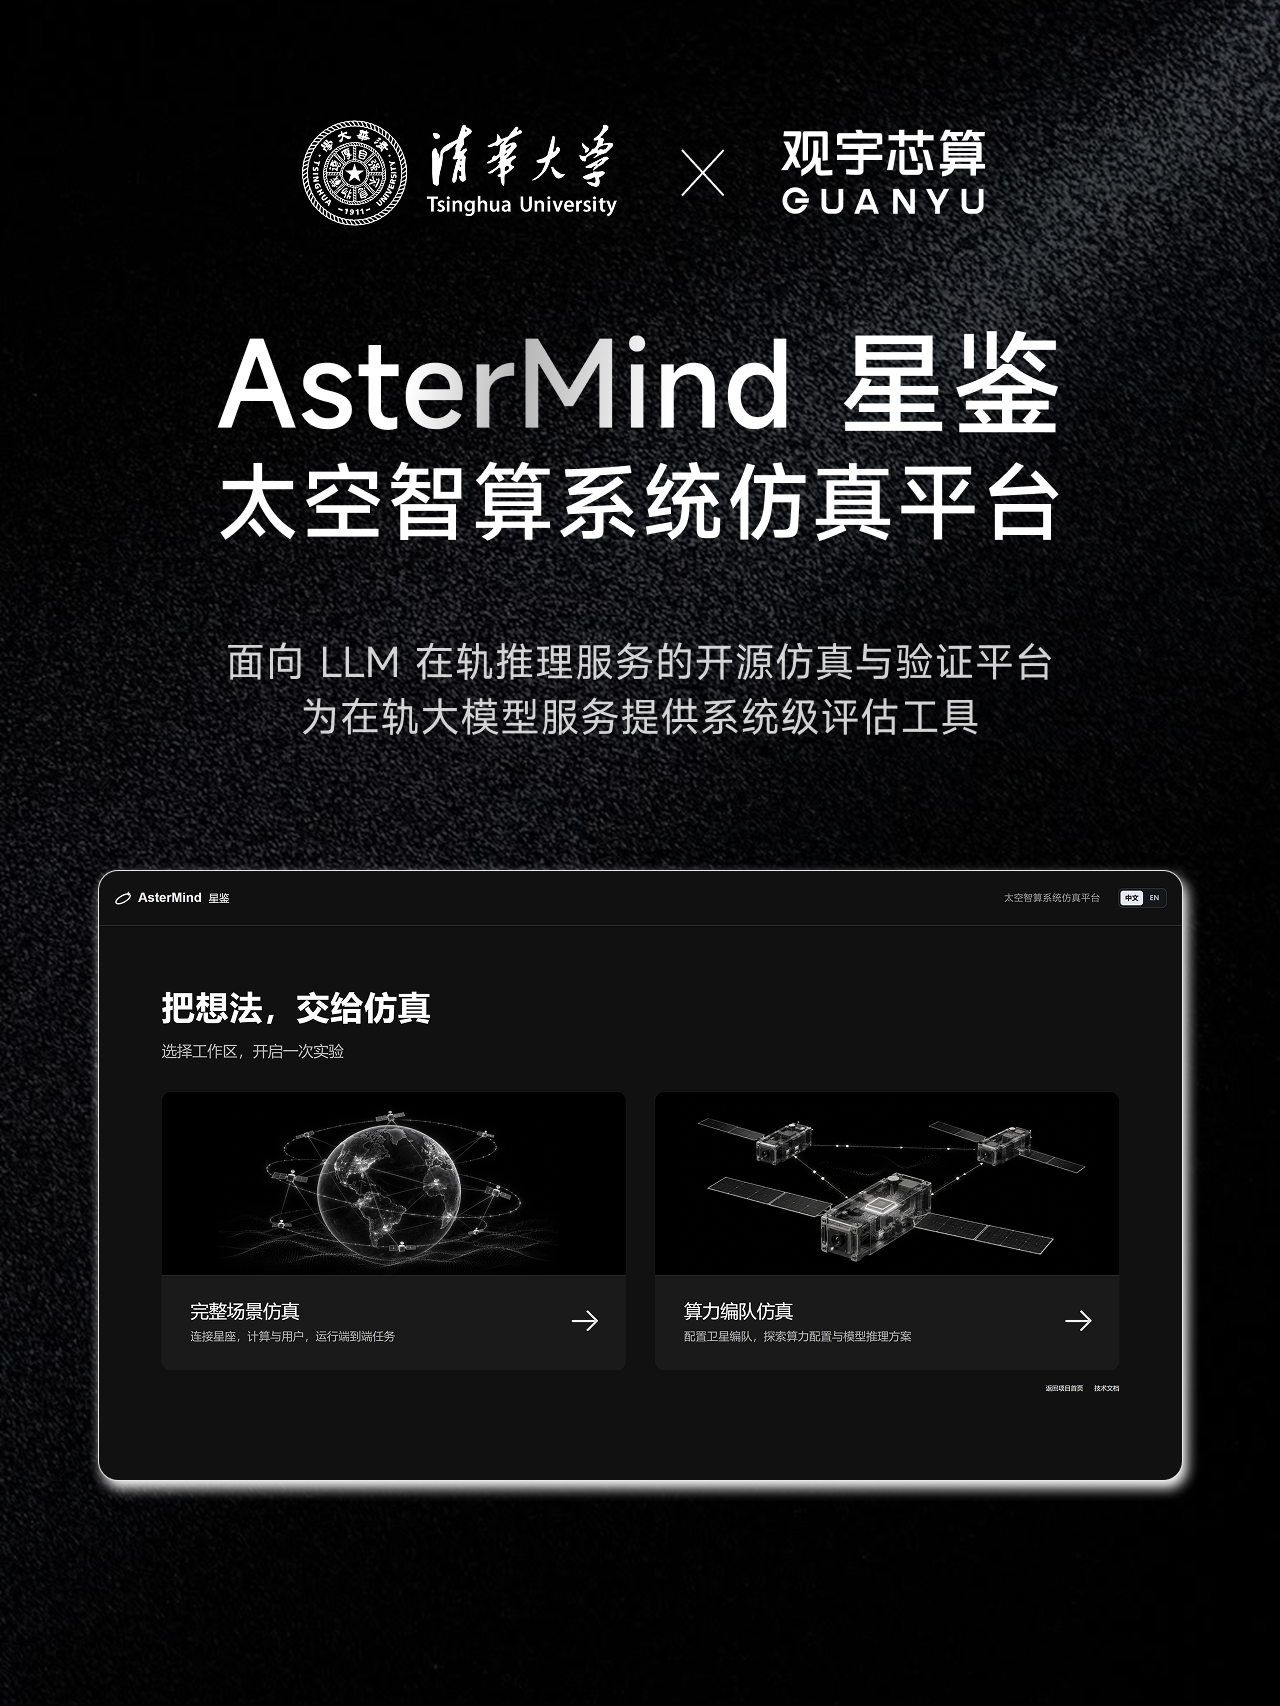 清華大学
Tsinghua University
TSINGHUA UNIVERSITY
-1911-
观宇芯算
GUANYU
AsterMind 星鉴
太空智算系统仿真平台
面向 LLM 在轨推理服务的开源仿真与验证平台
为在轨大模型服务提供系统级评估工具
AsterMind 星鉴
太空智算系统仿真平台
中文 EN
把想法，交给仿真
选择工作区，开启一次实验
完整场景仿真
连接星座，计算与用户，运行端到端任务
算力编队仿真
配置卫星编队，探索算力配置与模型推理方案
返回项目首页 技术文档